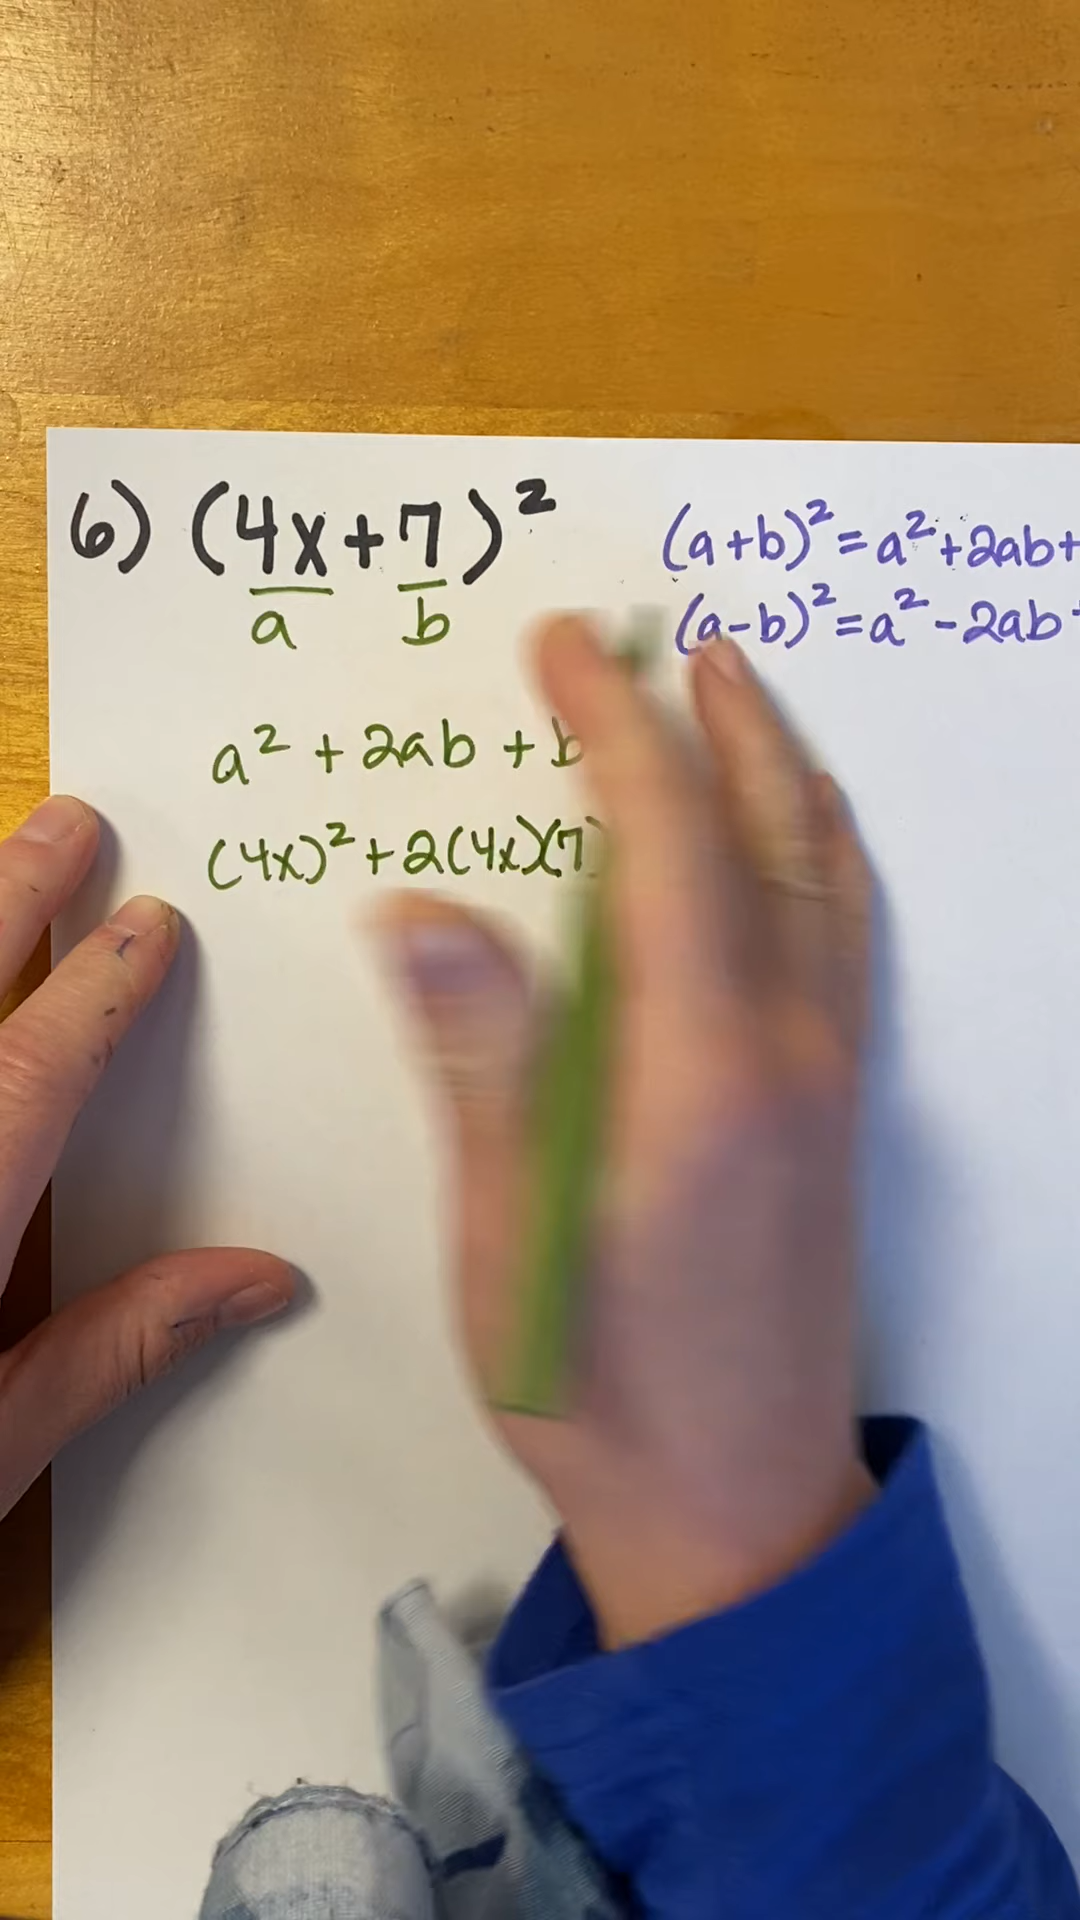 6) (4x+7)²
a b
(a+b)²=a²+2ab+
(a-b)²=a²-2ab+
a²+2ab+b
(4x)²+2(4x)(7)